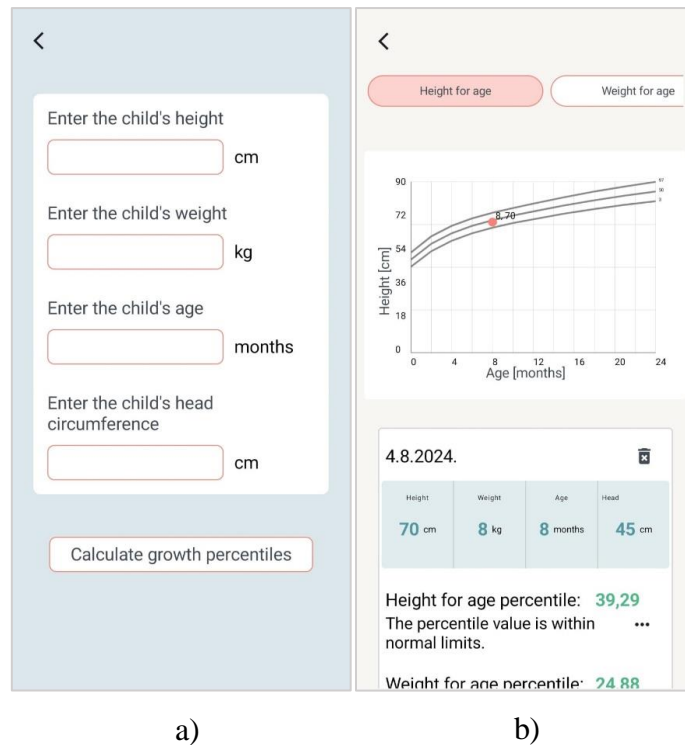 Enter the child's height
cm
Enter the child's weight
kg
Enter the child's age
months
Enter the child's head
circumference
cm
Calculate growth percentiles
a)
Height for age
Weight for age
90
72
54
36
18
0
Height [cm]
97
50
3
8, 70
0 4 8 12 16 20 24
Age [months]
4.8.2024.
Height Weight Age Head
70 cm 8 kg 8 months 45 cm
Height for age percentile: 39,29
The percentile value is within
normal limits.
Weight for age percentile: 24,88
b)